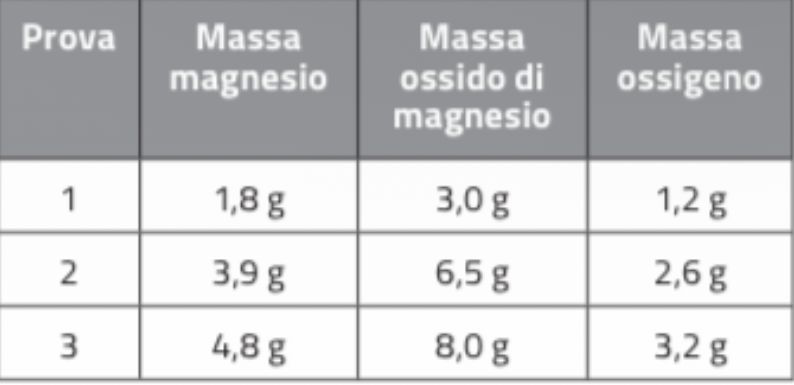 Prova Massa magnesio Massa ossido di magnesio Massa ossigeno
1 1,8 g 3,0 g 1,2 g
2 3,9 g 6,5 g 2,6 g
3 4,8 g 8,0 g 3,2 g